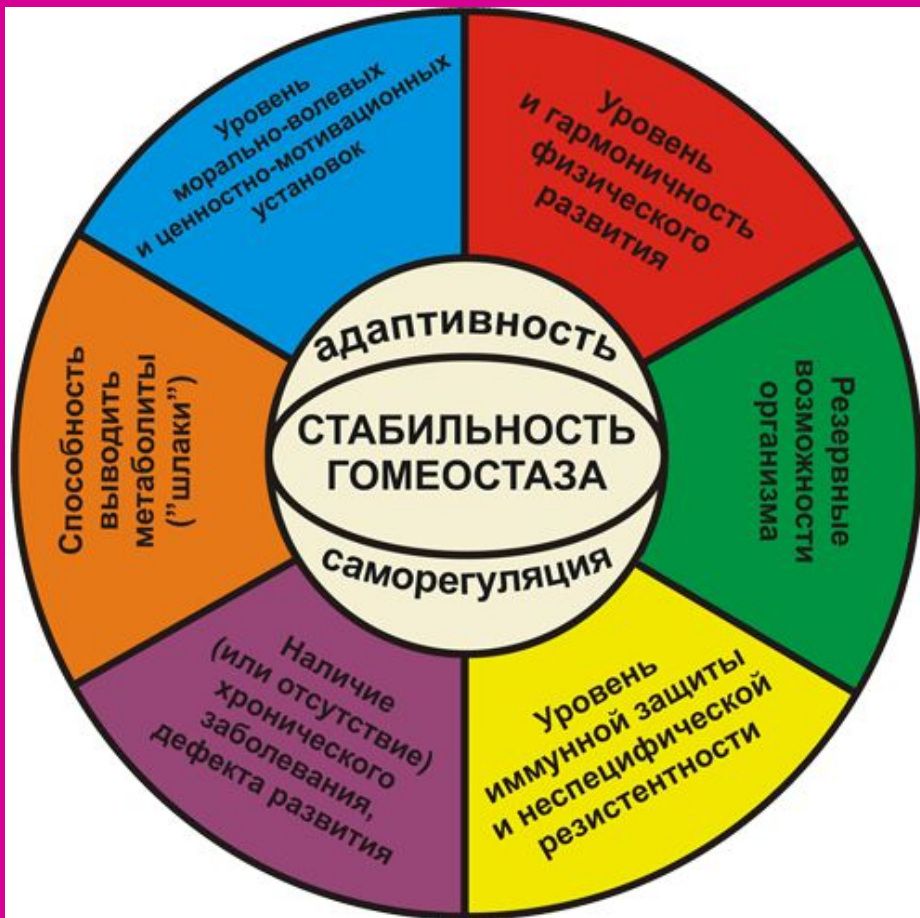 Уровень
морально-волевых
и ценностно-мотивационных
установок
Уровень
и гармоничность
физического
развития
Резервные
возможности
организма
Уровень
иммунной защиты
и неспецифической
резистентности
Наличие
(или отсутствие)
хронического
заболевания,
дефекта развития
Способность
выводить
метаболиты
("шлаки")
адаптивность
СТАБИЛЬНОСТЬ
ГОМЕОСТАЗА
саморегуляция